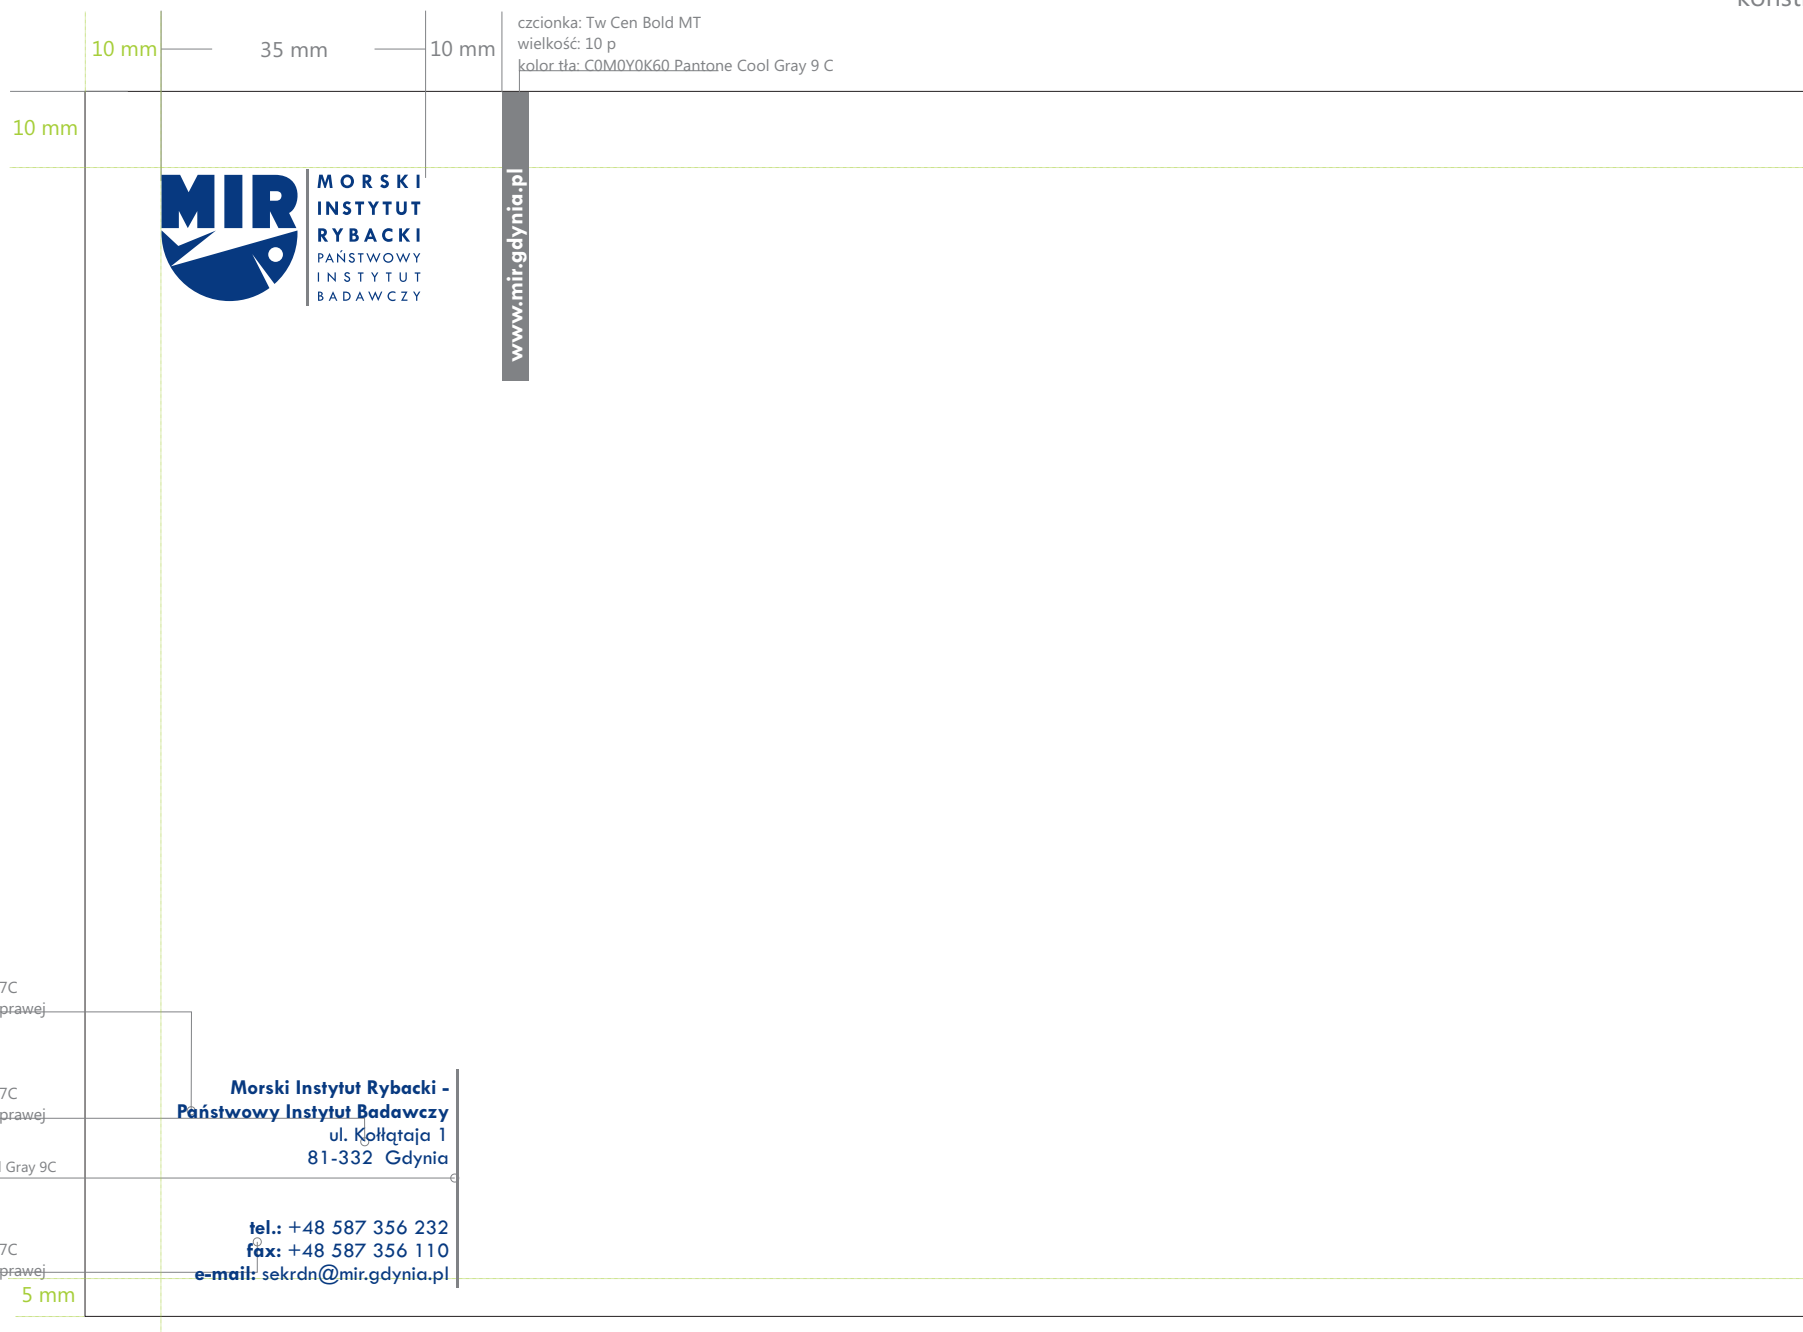 czcionka: Tw Cen Bold MT
wielkość: 10 p
kolor tła: C0M0Y0K60 Pantone Cool Gray 9 C
10 mm 35 mm 10 mm
10 mm
MIR
MORSKI
INSTYTUT
RYBACKI
PAŃSTWOWY
INSTYTUT
BADAWCZY
www.mir.gdynia.pl
7C
prawej
7C
prawej
Gray 9C
7C
prawej
Morski Instytut Rybacki -
Państwowy Instytut Badawczy
ul. Kołłątaja 1
81-332 Gdynia
tel.: +48 587 356 232
fax: +48 587 356 110
e-mail: sekrdn@mir.gdynia.pl
5 mm